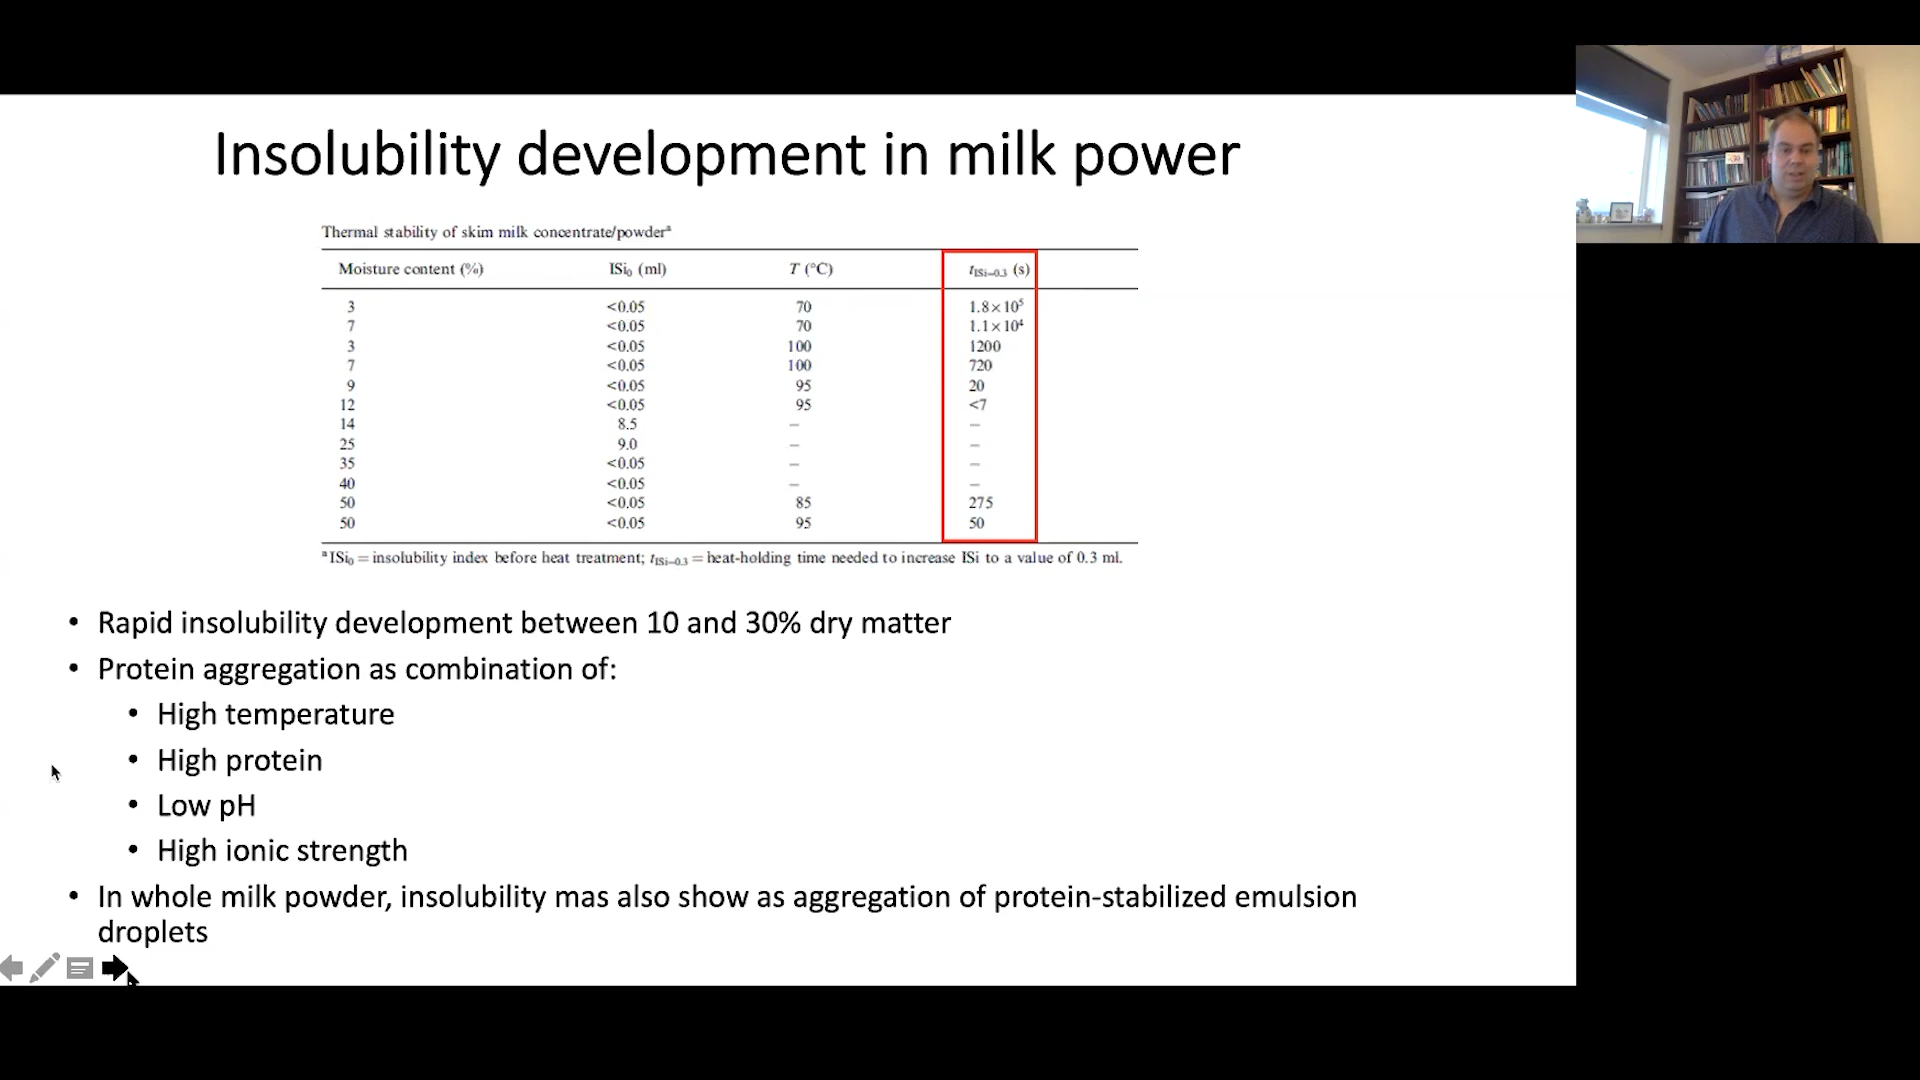 Insolubility development in milk power
Thermal stability of skim milk concentrate/powderᵃ
Moisture content (%) ISi₀ (ml) T (°C) tISi=0.3 (s)
3 <0.05 70 1.8×10⁵
7 <0.05 70 1.1×10⁴
3 <0.05 100 1200
7 <0.05 100 720
9 <0.05 95 20
12 <0.05 95 <7
14 8.5 – –
25 9.0 – –
35 <0.05 – –
40 <0.05 – –
50 <0.05 85 275
50 <0.05 95 50
ᵃ ISi₀ = insolubility index before heat treatment; tISi=0.3 = heat-holding time needed to increase ISi to a value of 0.3 ml.
• Rapid insolubility development between 10 and 30% dry matter
• Protein aggregation as combination of:
• High temperature
• High protein
• Low pH
• High ionic strength
• In whole milk powder, insolubility mas also show as aggregation of protein-stabilized emulsion
droplets